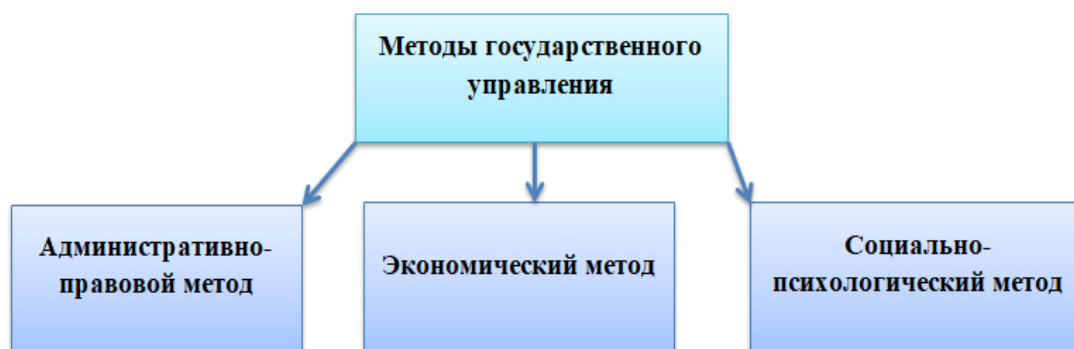 Методы государственного
управления
Административно-
правовой метод
Экономический метод
Социально-
психологический метод